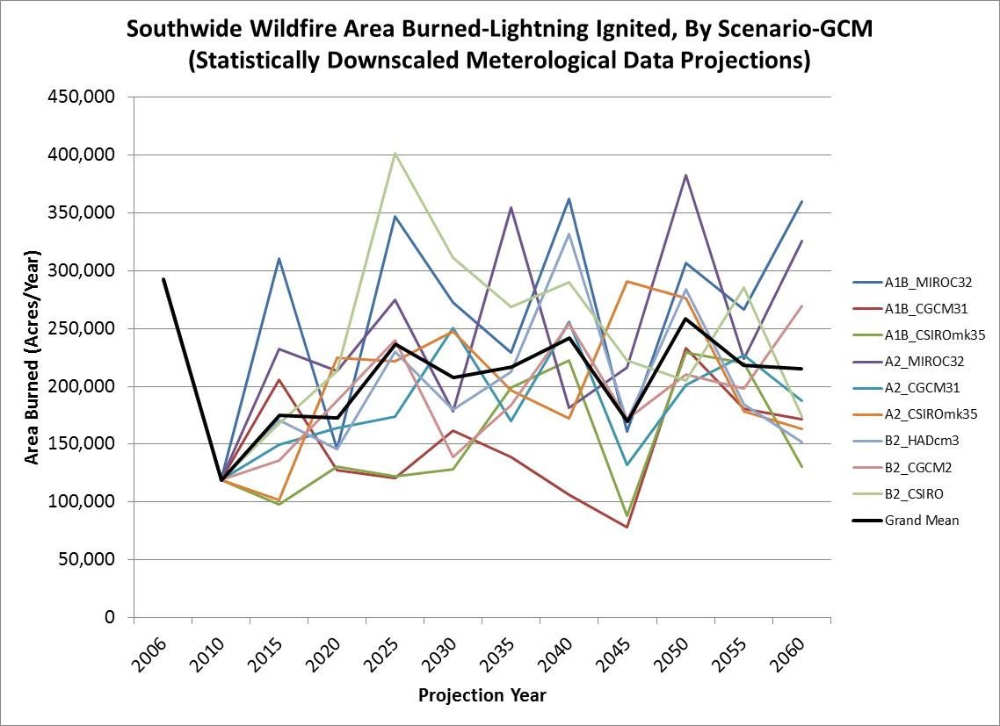 Southwide Wildfire Area Burned-Lightning Ignited, By Scenario-GCM
(Statistically Downscaled Meterological Data Projections)
450,000
400,000
350,000
300,000
250,000
200,000
150,000
100,000
50,000
0
Area Burned (Acres/Year)
2006
2010
2015
2020
2025
2030
2035
2040
2045
2050
2055
2060
Projection Year
A1B_MIROC32
A1B_CGCM31
A1B_CSIROmk35
A2_MIROC32
A2_CGCM31
A2_CSIROmk35
B2_HADcm3
B2_CGCM2
B2_CSIRO
Grand Mean